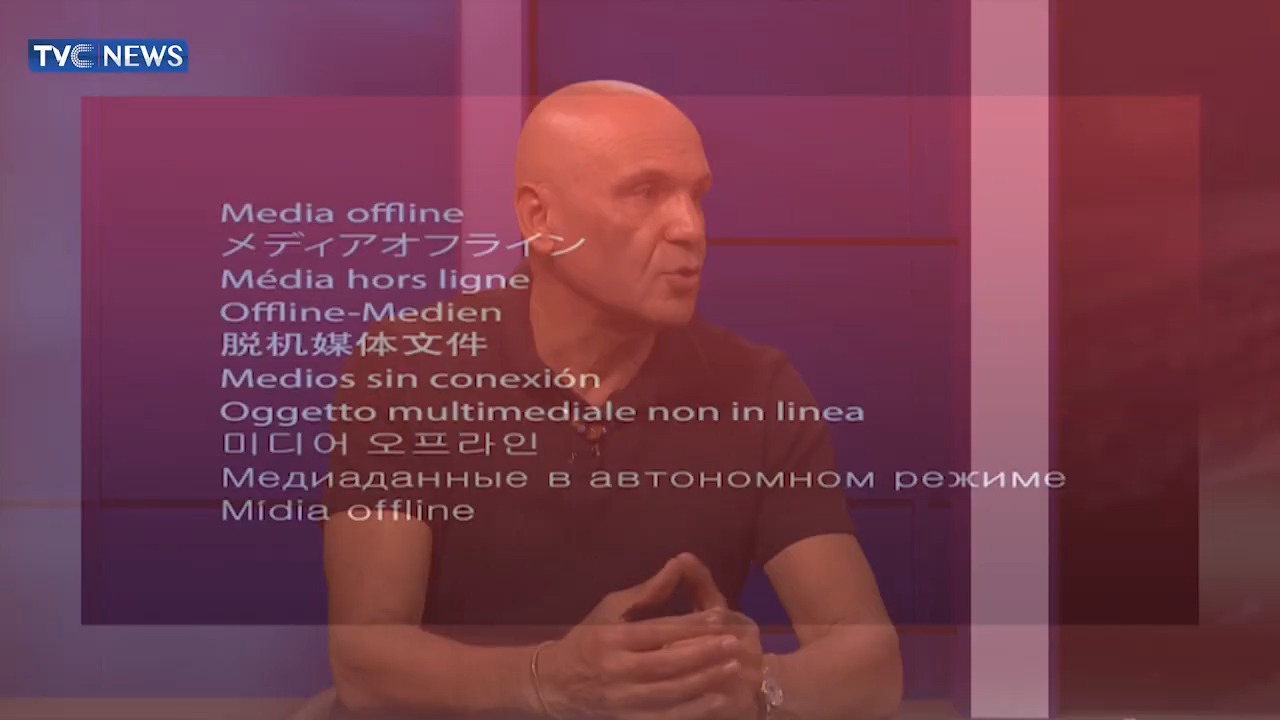 TVC NEWS
Media offline
メディアオフライン
Média hors ligne
Offline-Medien
脱机媒体文件
Medios sin conexión
Oggetto multimediale non in linea
미디어 오프라인
Медиаданные в автономном режиме
Mídia offline